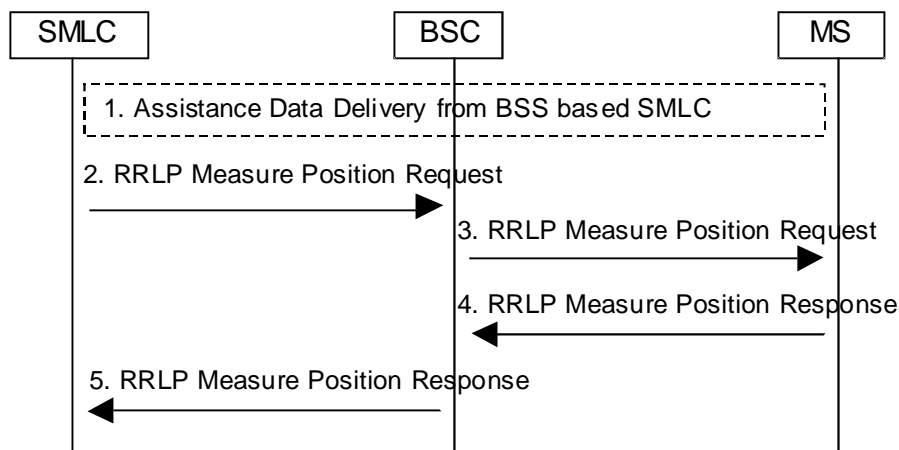 SMLC
BSC
MS
1. Assistance Data Delivery from BSS based SMLC
2. RRLP Measure Position Request
3. RRLP Measure Position Request
4. RRLP Measure Position Response
5. RRLP Measure Position Response